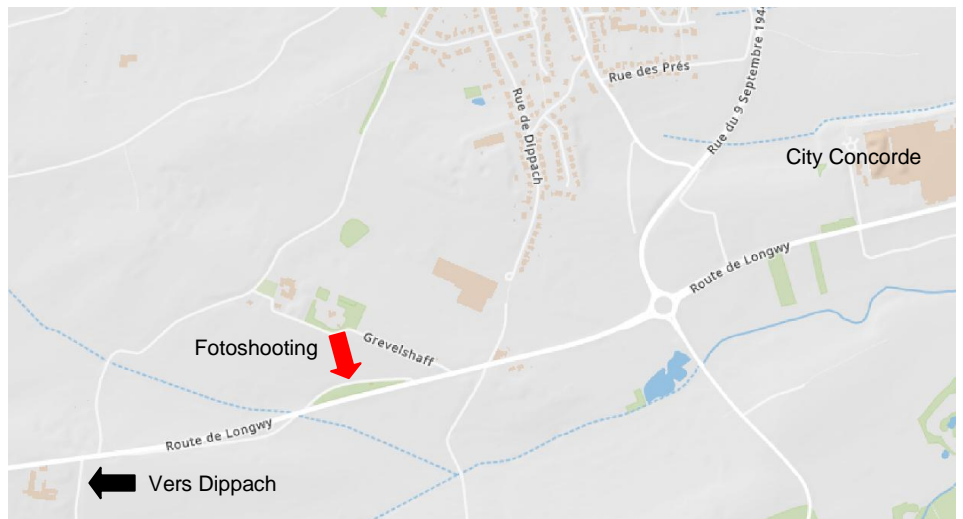 Rue du 9 Septembre 194
Rue des Prés
Rue de Dippach
City Concorde
Route de Longwy
Grevelshaff
Fotoshooting
Route de Longwy
Vers Dippach